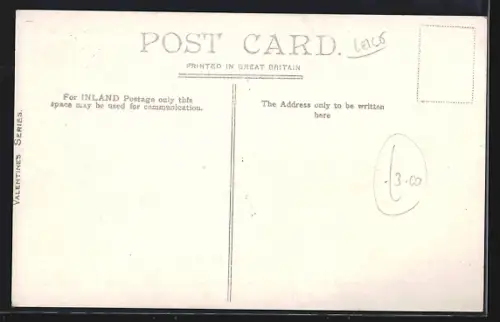 POST CARD.
PRINTED IN GREAT BRITAIN
For INLAND Postage only this
space may be used for communication.
The Address only to be written
here
VALENTINES SERIES.
3.00